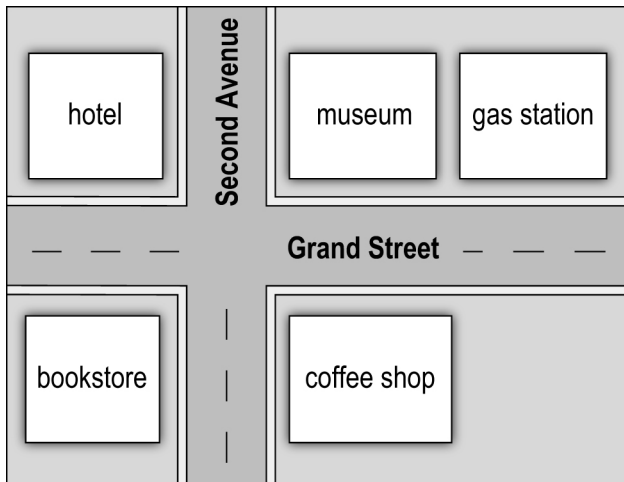 hotel
Second Avenue
museum
gas station
Grand Street
bookstore
coffee shop